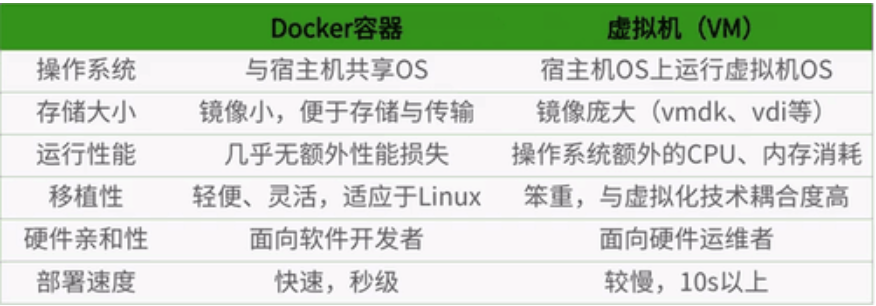 Docker容器 虚拟机（VM）
操作系统 与宿主机共享OS 宿主机OS上运行虚拟机OS
存储大小 镜像小，便于存储与传输 镜像庞大（vmdk、vdi等）
运行性能 几乎无额外性能损失 操作系统额外的CPU、内存消耗
移植性 轻便、灵活，适应于Linux 笨重，与虚拟化技术耦合度高
硬件亲和性 面向软件开发者 面向硬件运维者
部署速度 快速，秒级 较慢，10s以上